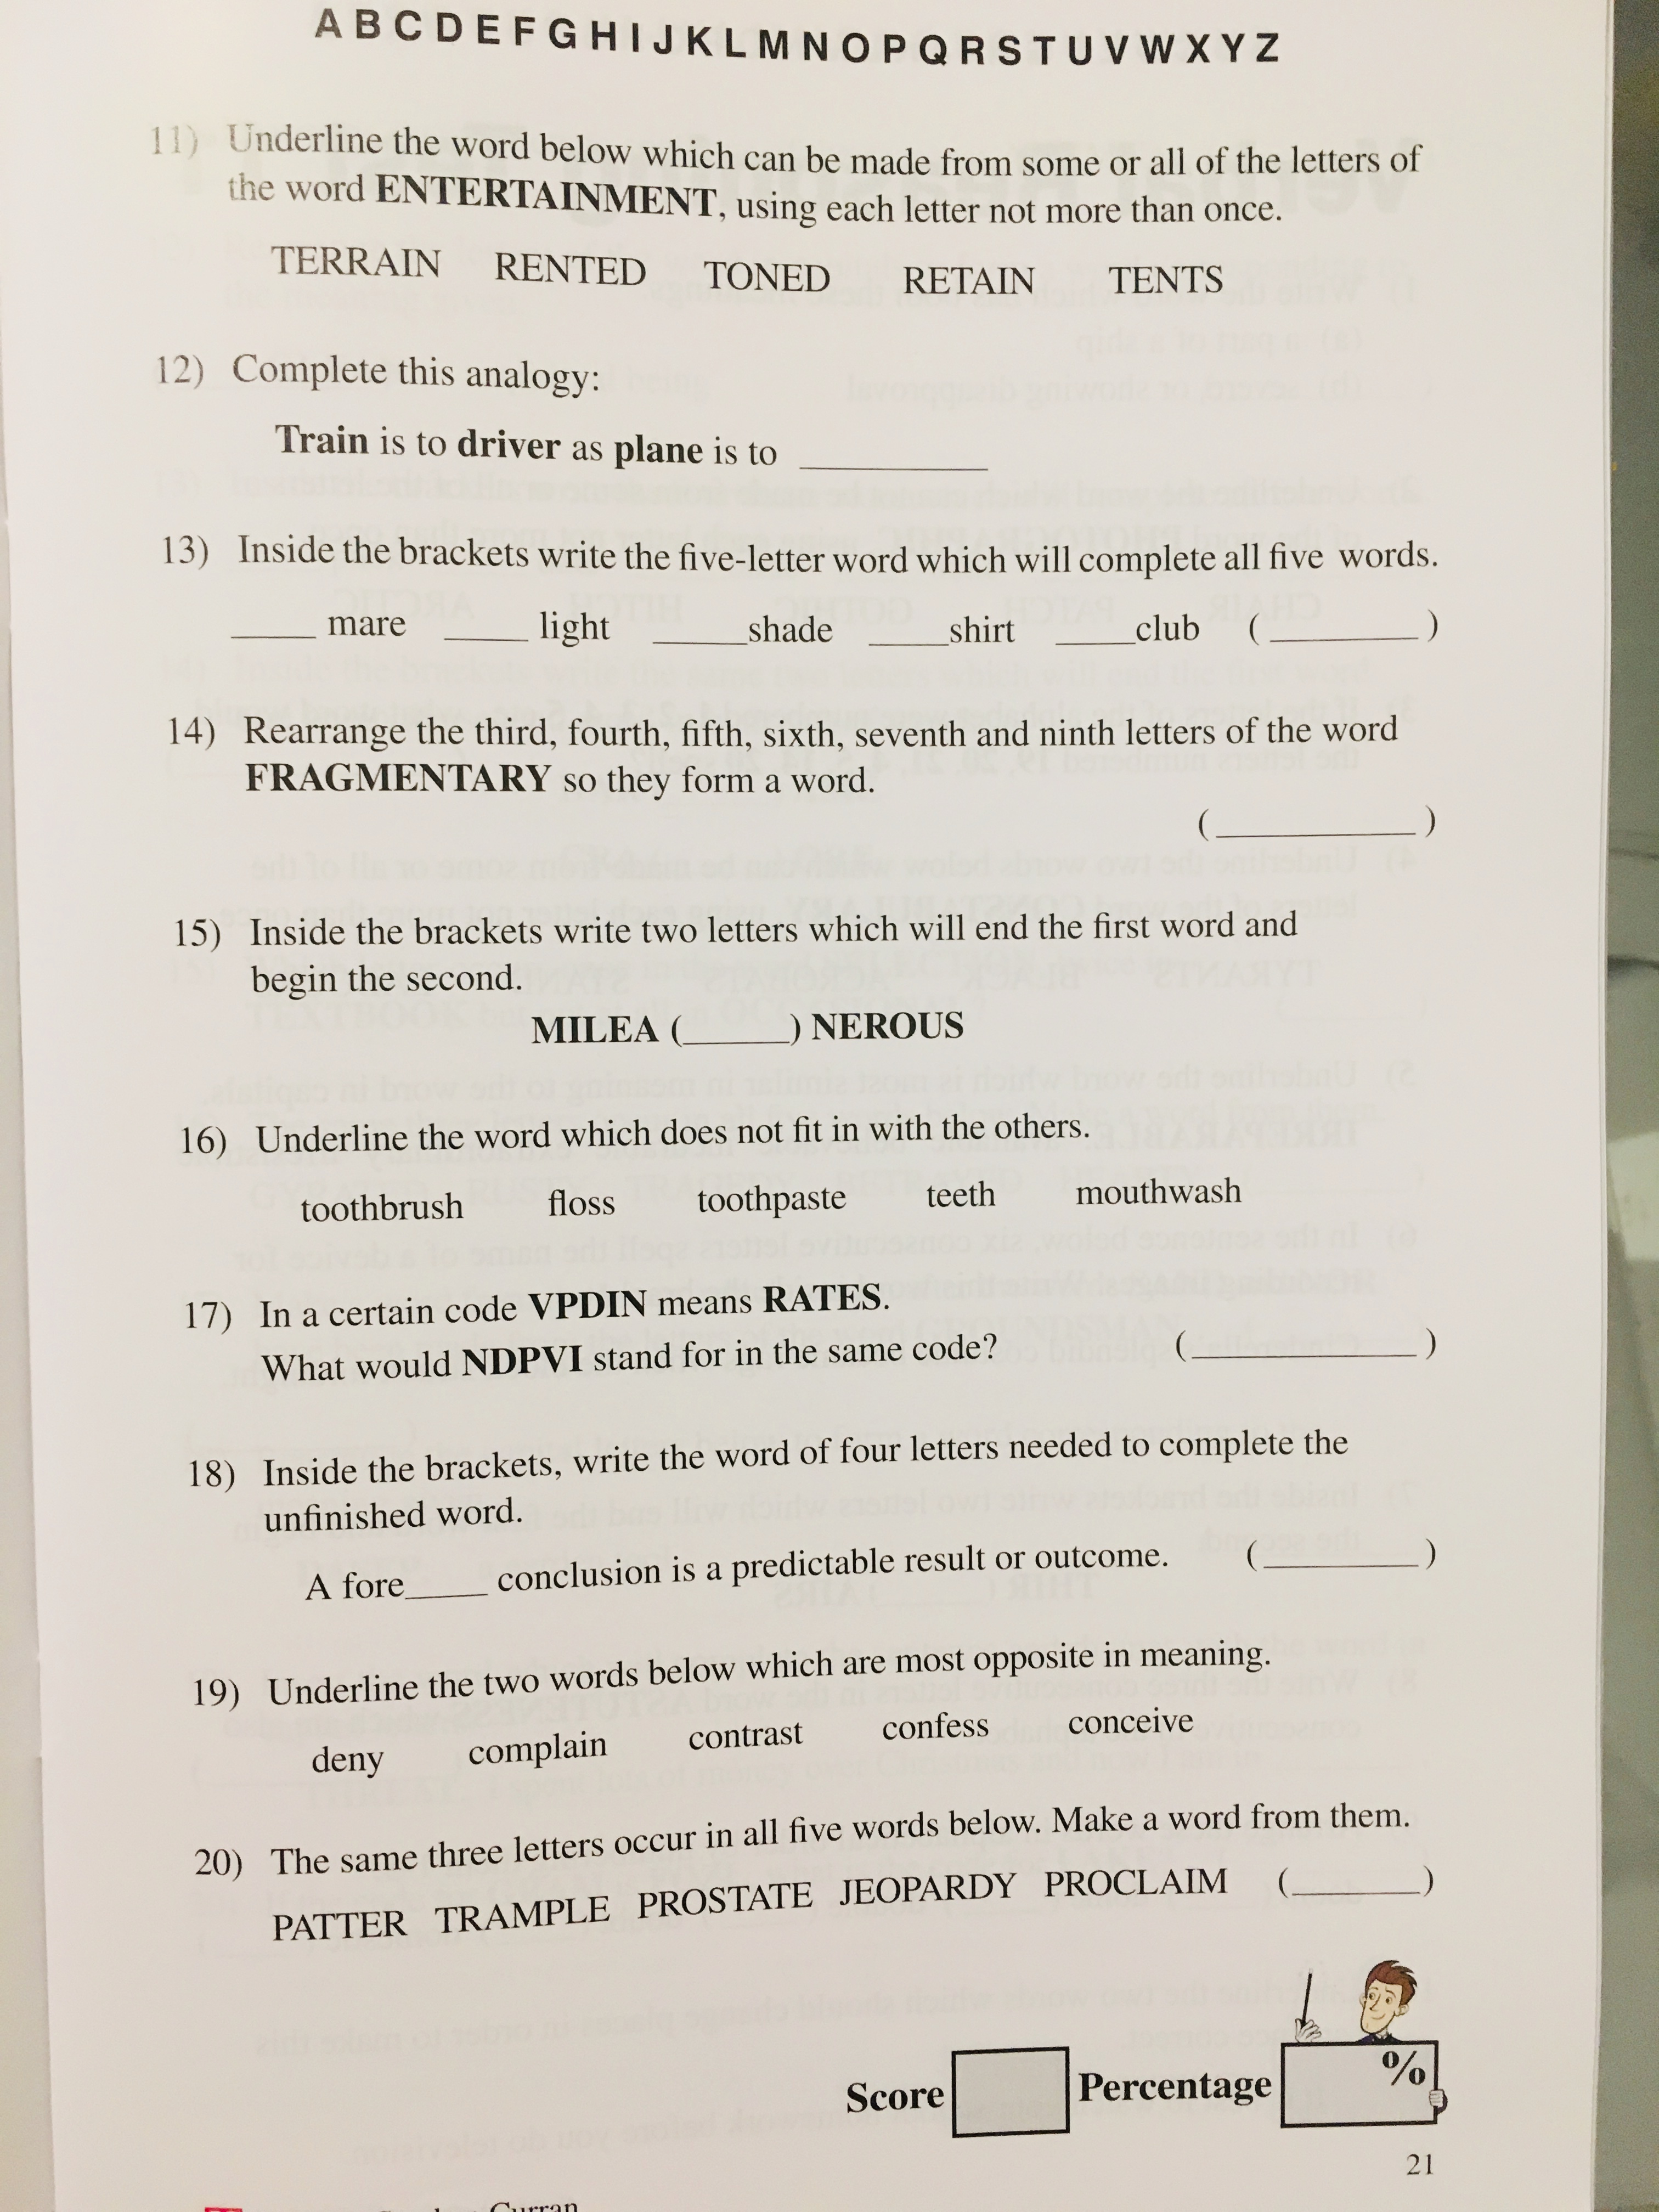 A B C D E F G H I J K L M N O P Q R S T U V W X Y Z
11) Underline the word below which can be made from some or all of the letters of
the word ENTERTAINMENT, using each letter not more than once.
TERRAIN RENTED TONED RETAIN TENTS
12) Complete this analogy:
Train is to driver as plane is to __________
13) Inside the brackets write the five-letter word which will complete all five words.
____ mare ____ light ____shade ____shirt ____club (________)
14) Rearrange the third, fourth, fifth, sixth, seventh and ninth letters of the word
FRAGMENTARY so they form a word.
(__________)
15) Inside the brackets write two letters which will end the first word and
begin the second.
MILEA (______) NEROUS
16) Underline the word which does not fit in with the others.
toothbrush floss toothpaste teeth mouthwash
17) In a certain code VPDIN means RATES.
What would NDPVI stand for in the same code? (____________)
18) Inside the brackets, write the word of four letters needed to complete the
unfinished word.
A fore____ conclusion is a predictable result or outcome. (________)
19) Underline the two words below which are most opposite in meaning.
deny complain contrast confess conceive
20) The same three letters occur in all five words below. Make a word from them.
PATTER TRAMPLE PROSTATE JEOPARDY PROCLAIM (_______)
Score Percentage %
21
Curran